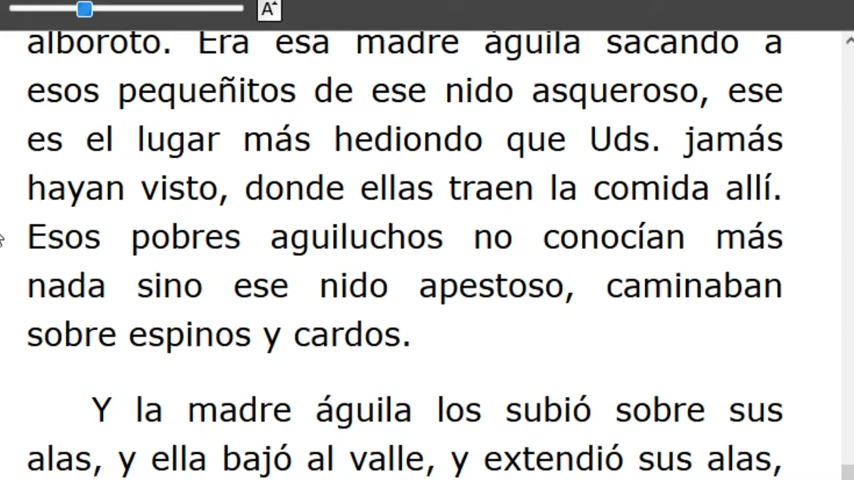 A
alboroto. Era esa madre águila sacando a
esos pequeñitos de ese nido asqueroso, ese
es el lugar más hediondo que Uds. jamás
hayan visto, donde ellas traen la comida allí.
Esos pobres aguiluchos no conocían más
nada sino ese nido apestoso, caminaban
sobre espinos y cardos.
Y la madre águila los subió sobre sus
alas, y ella bajó al valle, y extendió sus alas,